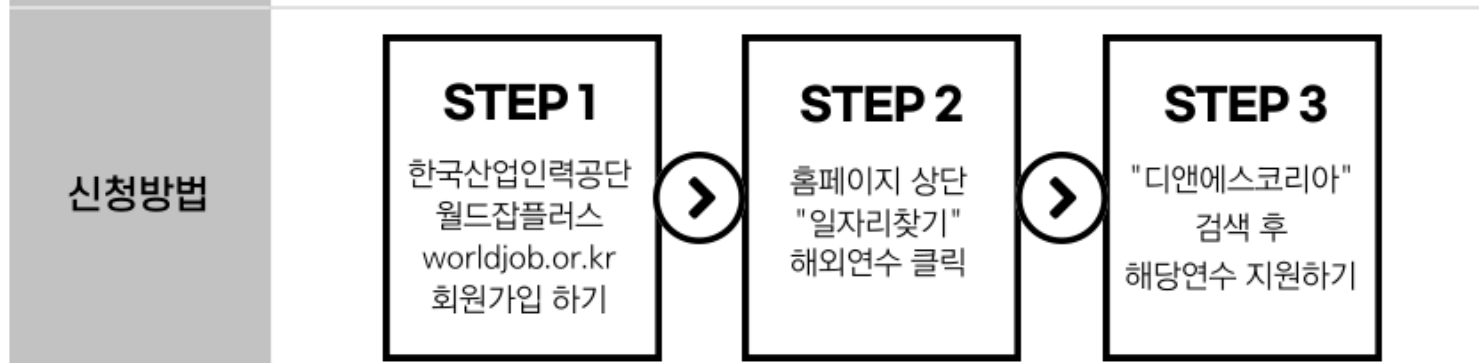 신청방법
STEP 1
한국산업인력공단
월드잡플러스
worldjob.or.kr
회원가입 하기
STEP 2
홈페이지 상단
"일자리찾기"
해외연수 클릭
STEP 3
"디앤에스코리아"
검색 후
해당연수 지원하기